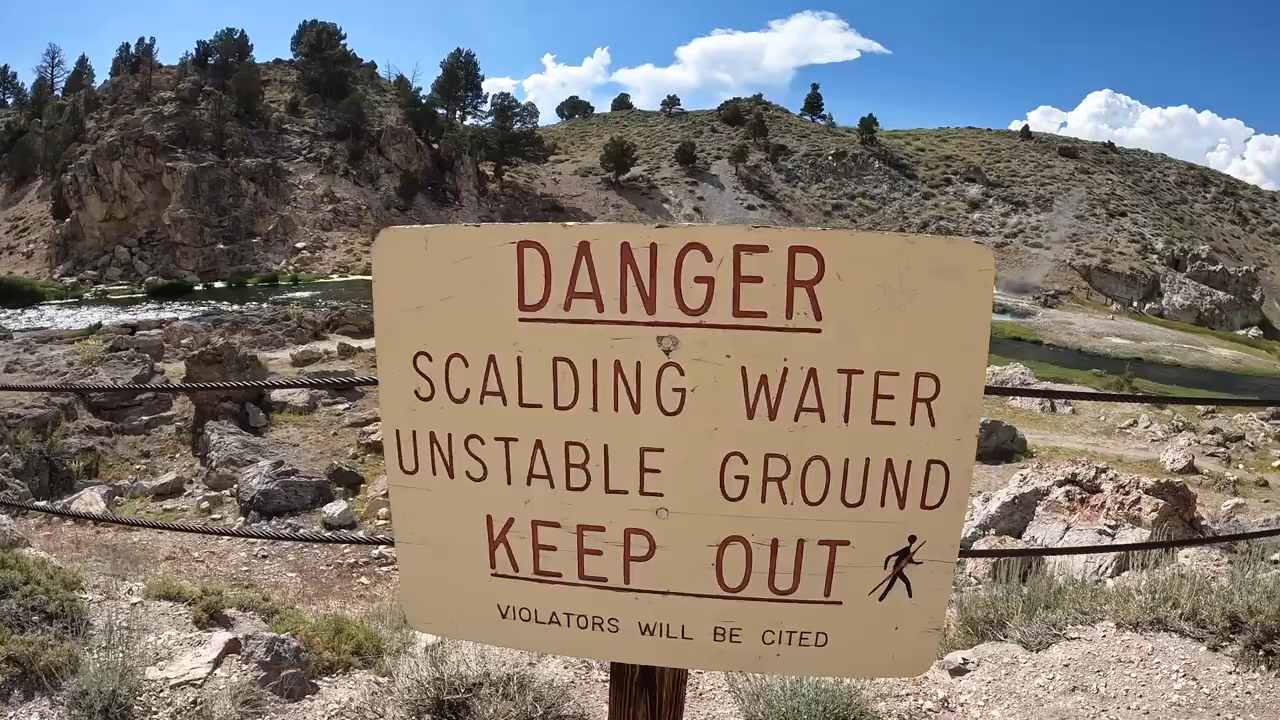 DANGER
SCALDING WATER
UNSTABLE GROUND
KEEP OUT
VIOLATORS WILL BE CITED